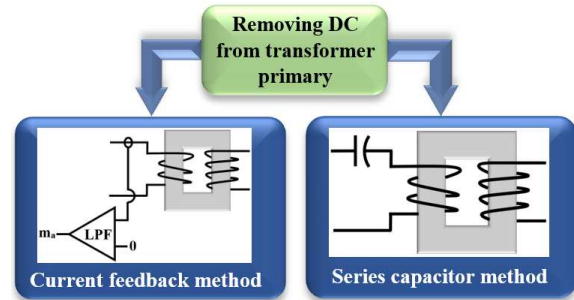 Removing DC
from transformer
primary
mₐ
LPF
0
Current feedback method
Series capacitor method